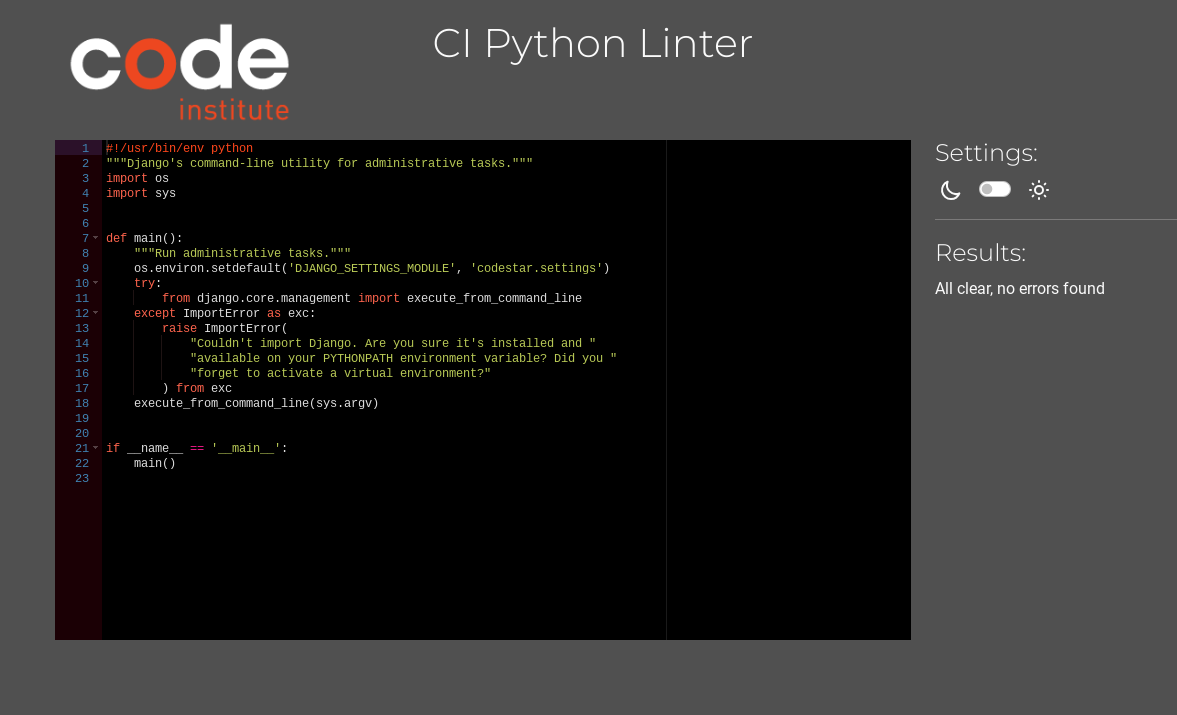 code
institute
CI Python Linter
1 #!/usr/bin/env python
2 """Django's command-line utility for administrative tasks."""
3 import os
4 import sys
5
6
7 def main():
8     """Run administrative tasks."""
9     os.environ.setdefault('DJANGO_SETTINGS_MODULE', 'codestar.settings')
10     try:
11         from django.core.management import execute_from_command_line
12     except ImportError as exc:
13         raise ImportError(
14             "Couldn't import Django. Are you sure it's installed and "
15             "available on your PYTHONPATH environment variable? Did you "
16             "forget to activate a virtual environment?"
17         ) from exc
18     execute_from_command_line(sys.argv)
19
20
21 if __name__ == '__main__':
22     main()
23
Settings:
Results:
All clear, no errors found